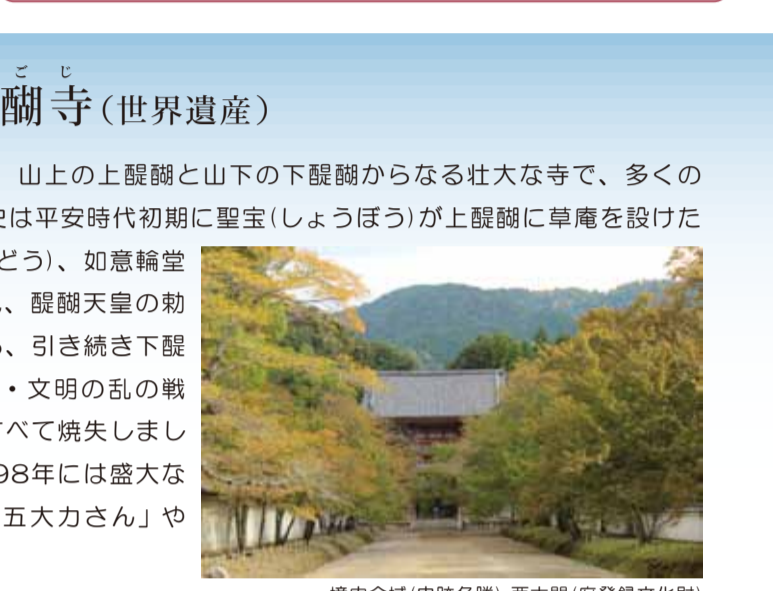 ごじ
醐寺(世界遺産)
山上の上醍醐と山下の下醍醐からなる壮大な寺で、多くの
史は平安時代初期に聖宝(しょうぼう)が上醍醐に草庵を設けた
どう)、如意輪堂
、醍醐天皇の勅
、引き続き下醍
・文明の乱の戦
すべて焼失しまし
98年には盛大な
五大力さん」や